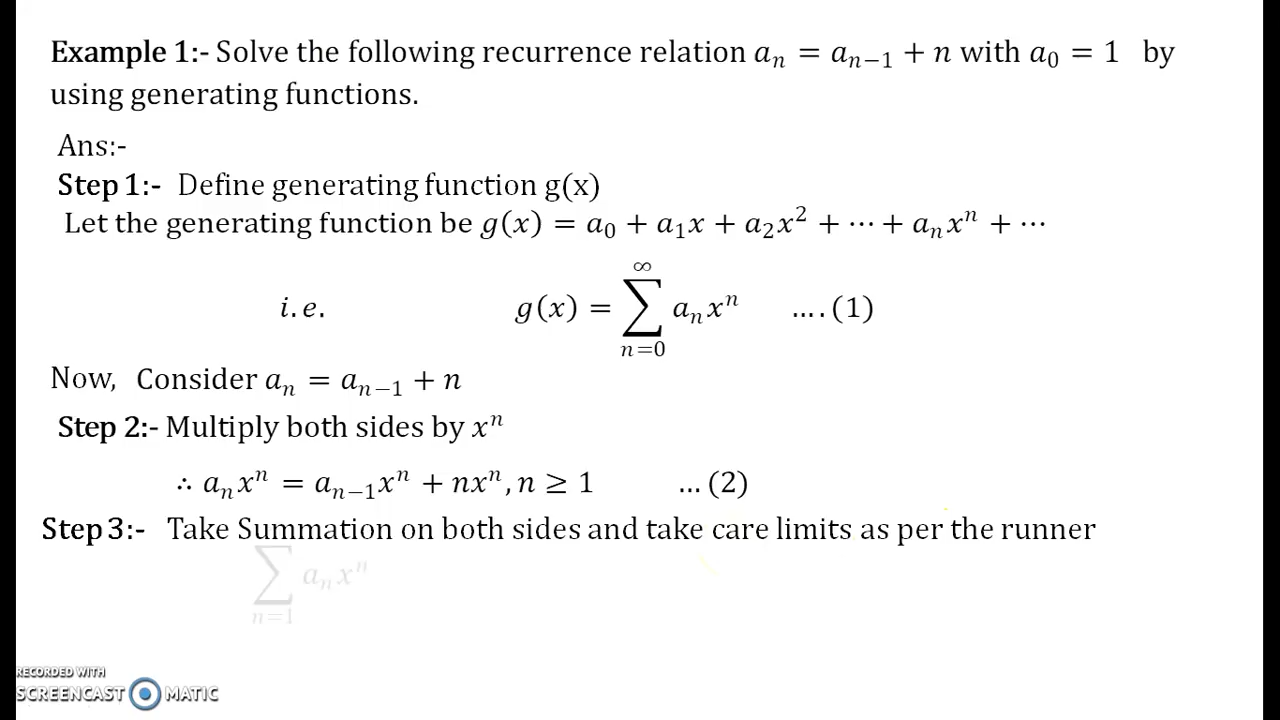 Example 1:- Solve the following recurrence relation aₙ = aₙ₋₁ + n with a₀ = 1 by
using generating functions.
Ans:-
Step 1:- Define generating function g(x)
Let the generating function be g(x) = a₀ + a₁x + a₂x² + ⋯ + aₙxⁿ + ⋯
i.e. g(x) = ∑_{n=0}^{∞} aₙxⁿ ....(1)
Now, Consider aₙ = aₙ₋₁ + n
Step 2:- Multiply both sides by xⁿ
∴ aₙxⁿ = aₙ₋₁xⁿ + nxⁿ, n ≥ 1 ...(2)
Step 3:- Take Summation on both sides and take care limits as per the runner
∑_{n=1} aₙxⁿ
RECORDED WITH
SCREENCAST MATIC